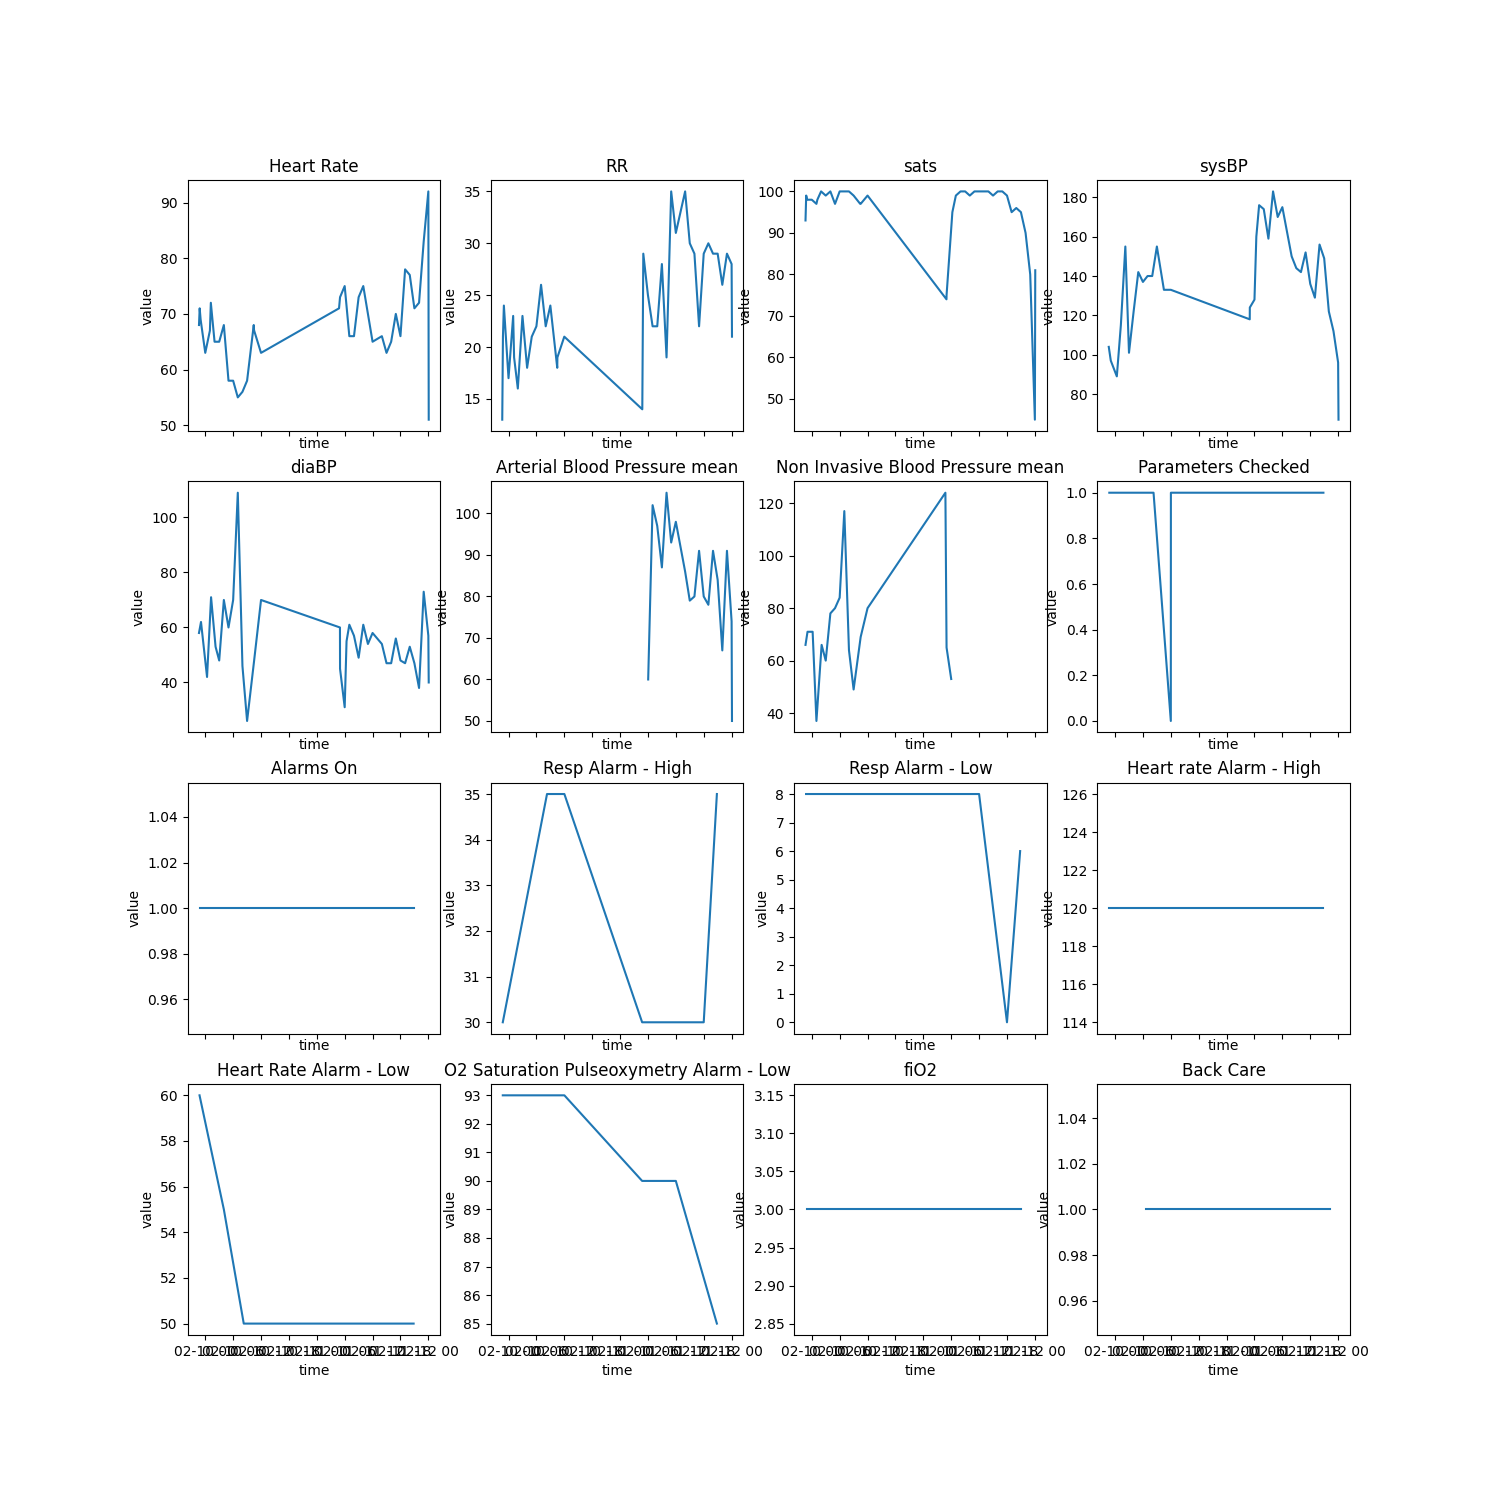 Heart Rate
90
80
70
60
50
value
time
RR
35
30
25
20
15
value
time
sats
100
90
80
70
60
50
value
time
sysBP
180
160
140
120
100
80
value
time
diaBP
100
80
60
40
value
time
Arterial Blood Pressure mean
100
90
80
70
60
50
value
time
Non Invasive Blood Pressure mean
120
100
80
60
40
value
time
Parameters Checked
1.0
0.8
0.6
0.4
0.2
0.0
value
time
Alarms On
1.04
1.02
1.00
0.98
0.96
value
time
Resp Alarm - High
35
34
33
32
31
30
value
time
Resp Alarm - Low
8
7
6
5
4
3
2
1
0
value
time
Heart rate Alarm - High
126
124
122
120
118
116
114
value
time
Heart Rate Alarm - Low
60
58
56
54
52
50
value
time
O2 Saturation Pulseoxymetry Alarm - Low
93
92
91
90
89
88
87
86
85
value
time
fiO2
3.15
3.10
3.05
3.00
2.95
2.90
2.85
value
time
Back Care
1.04
1.02
1.00
0.98
0.96
value
time